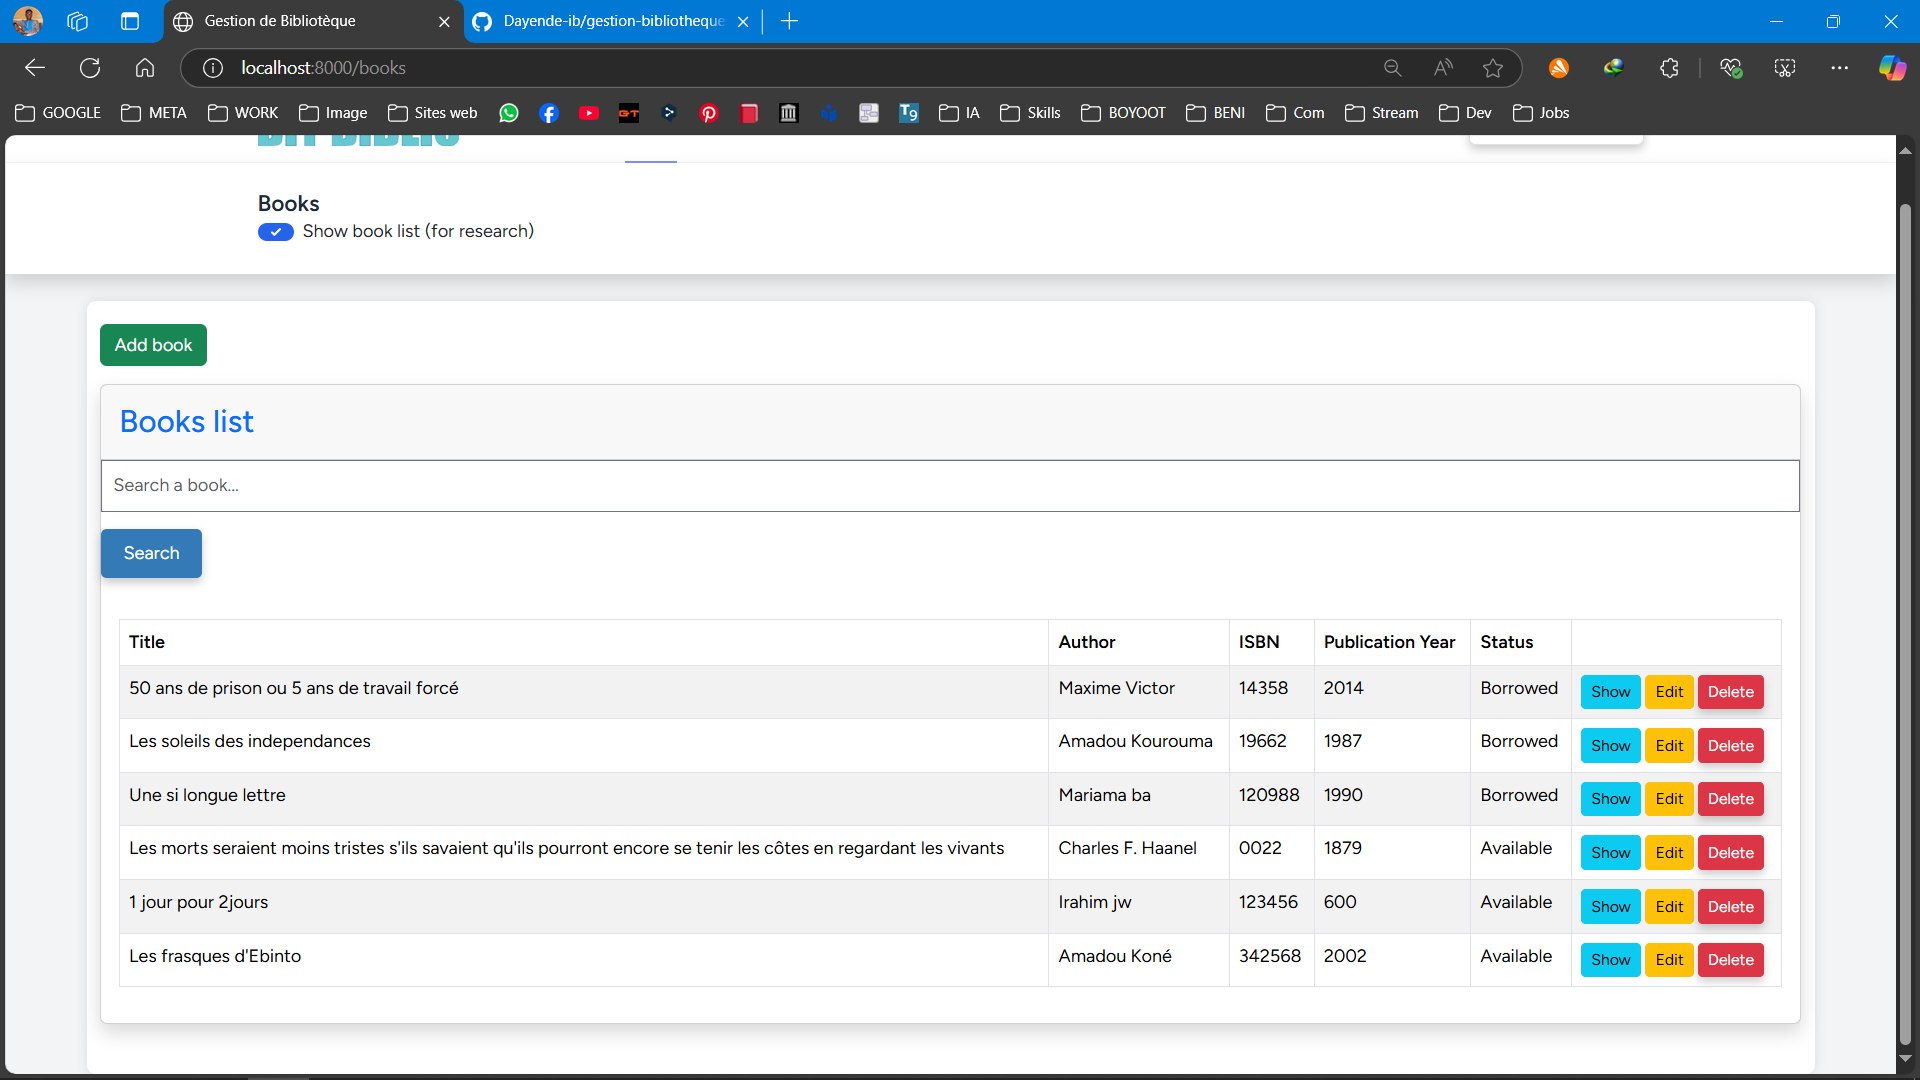 Gestion de Bibliotèque
Dayende-ib/gestion-bibliotheque
localhost:8000/books
GOOGLE META WORK Image Sites web IA Skills BOYOOT BENI Com Stream Dev Jobs
Books
Show book list (for research)
Add book
Books list
Search a book...
Search
Title Author ISBN Publication Year Status
50 ans de prison ou 5 ans de travail forcé Maxime Victor 14358 2014 Borrowed Show Edit Delete
Les soleils des independances Amadou Kourouma 19662 1987 Borrowed Show Edit Delete
Une si longue lettre Mariama ba 120988 1990 Borrowed Show Edit Delete
Les morts seraient moins tristes s'ils savaient qu'ils pourront encore se tenir les côtes en regardant les vivants Charles F. Haanel 0022 1879 Available Show Edit Delete
1 jour pour 2jours Irahim jw 123456 600 Available Show Edit Delete
Les frasques d'Ebinto Amadou Koné 342568 2002 Available Show Edit Delete